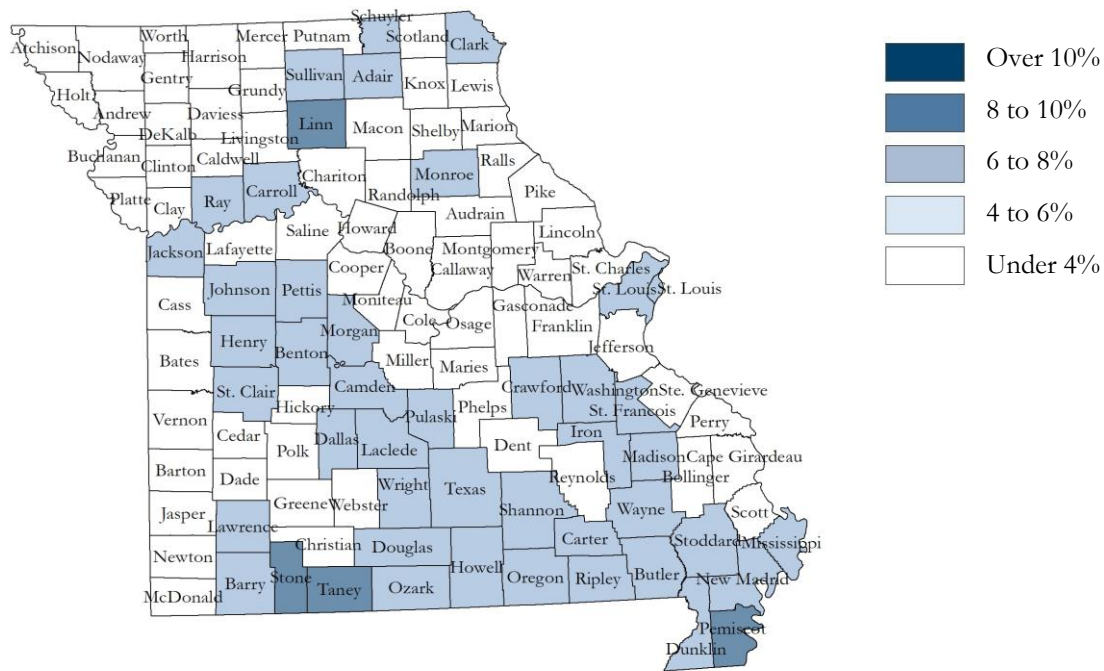 Schuyler
Worth Mercer Putnam Scotland Clark
Atchison Nodaway Harrison
Gentry Sullivan Adair Knox Lewis
Holt Grundy
Andrew Daviess
DeKalb Livingston Linn Macon Shelby Marion
Buchanan Clinton Caldwell Ralls
Chariton Monroe
Platte Clay Ray Carroll Randolph Pike
Audrain
Saline Howard Lincoln
Jackson Lafayette Boone Montgomery
Cooper Callaway Warren St. Charles
Johnson Pettis St. Louis St. Louis
Cass Moniteau Gasconade
Morgan Cole Osage Franklin
Henry Benton Jefferson
Bates Miller Maries
St. Clair Camden Crawford Washington Ste. Genevieve
Hickory Pulaski Phelps St. Francois
Vernon Perry
Cedar Dallas Laclede Dent Iron
Polk Madison Cape Girardeau
Barton Dade Reynolds Bollinger
Wright Texas
Greene Webster Shannon Wayne Scott
Jasper Lawrence
Christian Douglas Carter Stoddard Mississippi
Newton
Barry Stone Taney Ozark Howell Oregon Ripley Butler New Madrid
McDonald
Pemiscot
Dunklin
Over 10%
8 to 10%
6 to 8%
4 to 6%
Under 4%